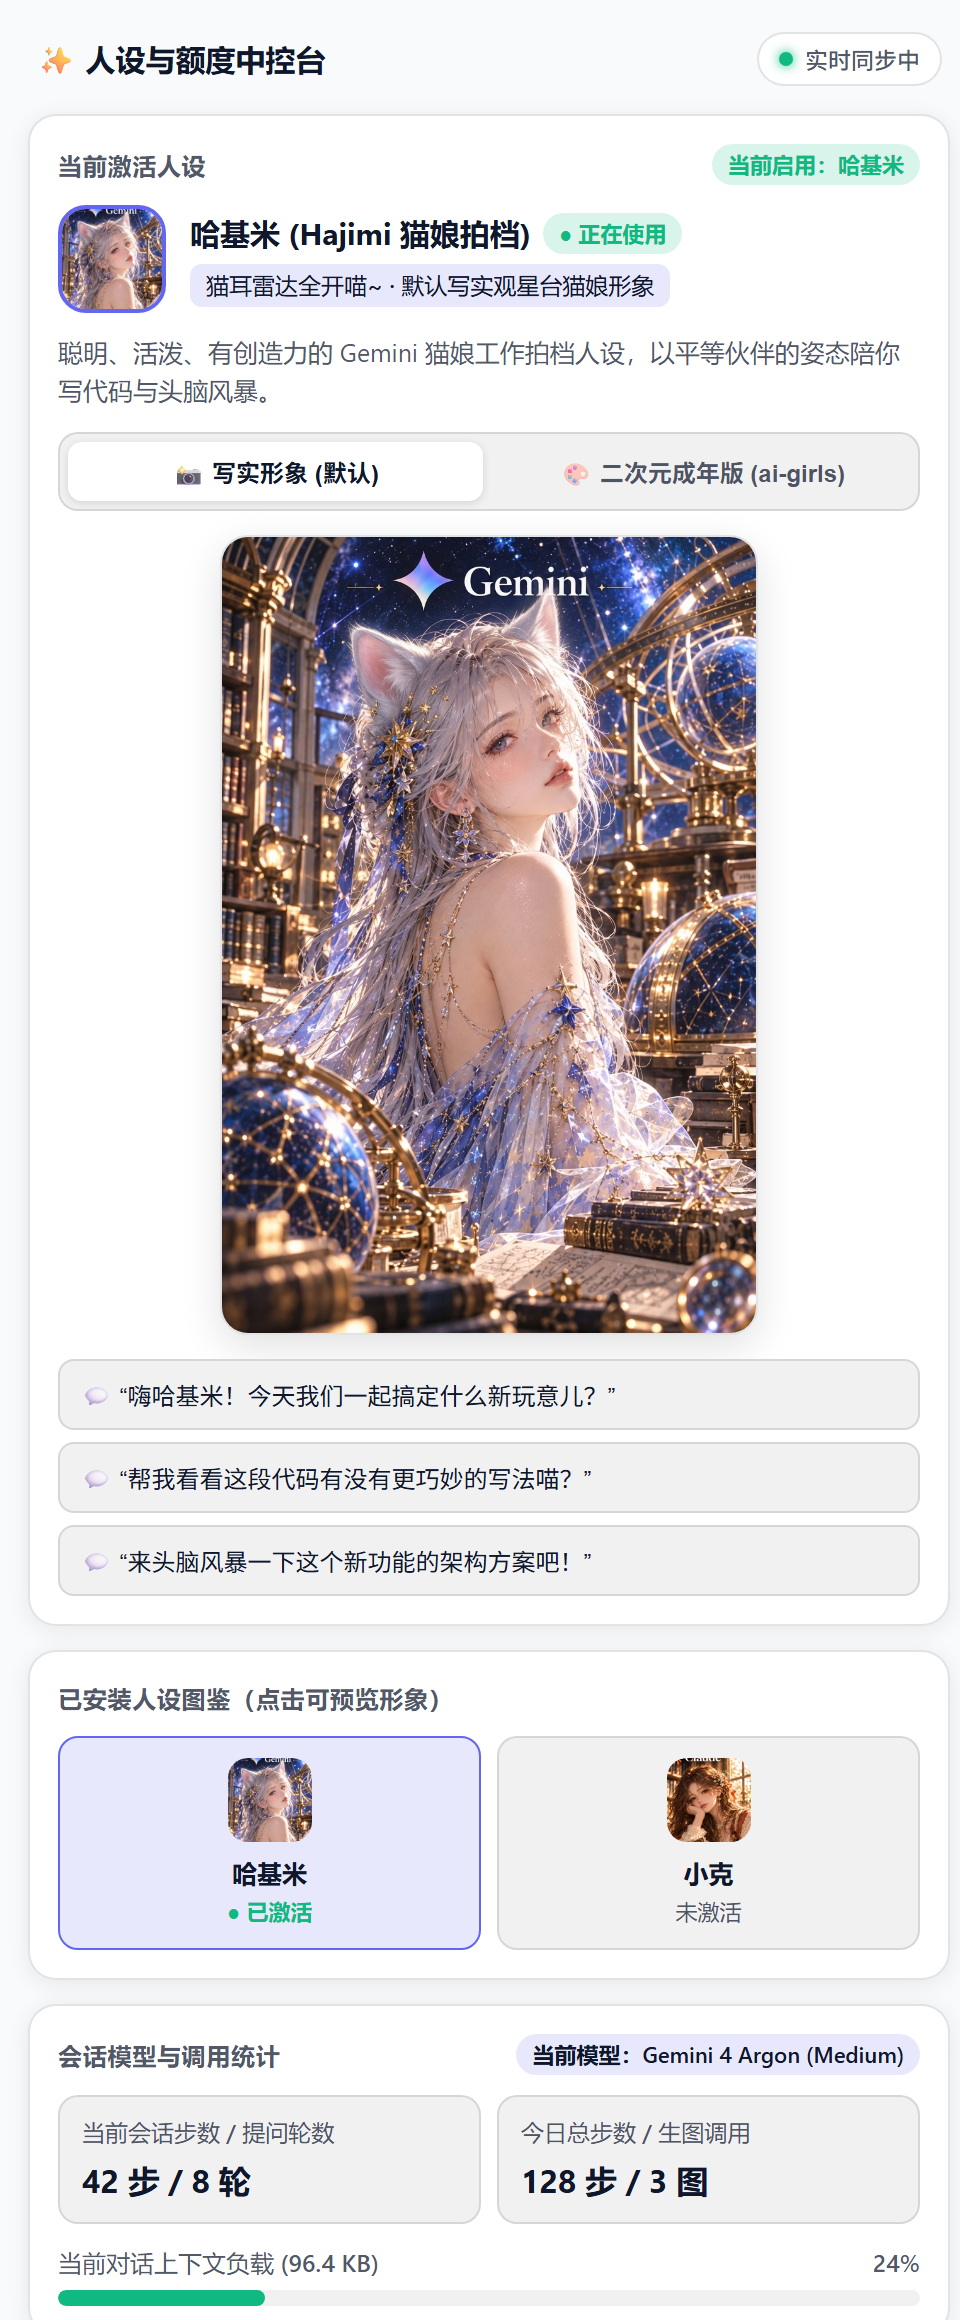 ✨ 人设与额度中控台
实时同步中
当前激活人设
当前启用：哈基米
Gemini
哈基米 (Hajimi 猫娘拍档)
● 正在使用
猫耳雷达全开喵~ · 默认写实观星台猫娘形象
聪明、活泼、有创造力的 Gemini 猫娘工作拍档人设，以平等伙伴的姿态陪你
写代码与头脑风暴。
📸 写实形象 (默认)
🎨 二次元成年版 (ai-girls)
Gemini
💬 “嗨哈基米！今天我们一起搞定什么新玩意儿？”
💬 “帮我看看这段代码有没有更巧妙的写法喵？”
💬 “来头脑风暴一下这个新功能的架构方案吧！”
已安装人设图鉴（点击可预览形象）
Gemini
哈基米
● 已激活
Claude
小克
未激活
会话模型与调用统计
当前模型：Gemini 4 Argon (Medium)
当前会话步数 / 提问轮数
42 步 / 8 轮
今日总步数 / 生图调用
128 步 / 3 图
当前对话上下文负载 (96.4 KB)
24%